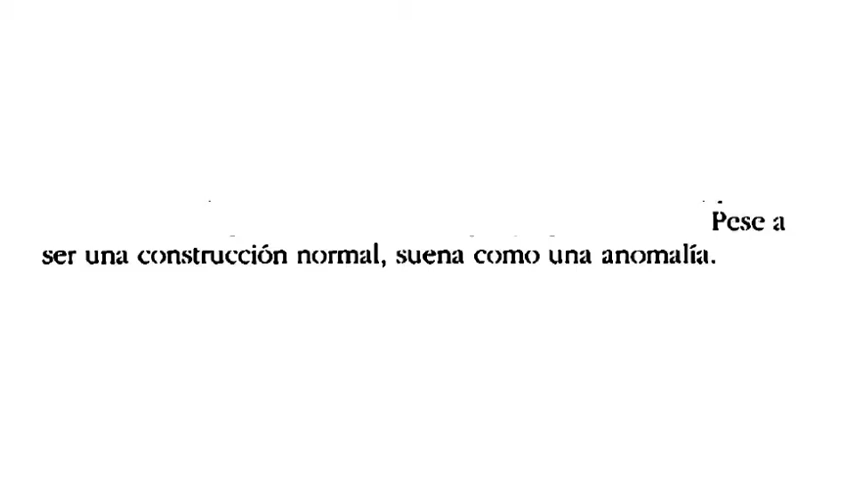 Pese a
ser una construcción normal, suena como una anomalía.